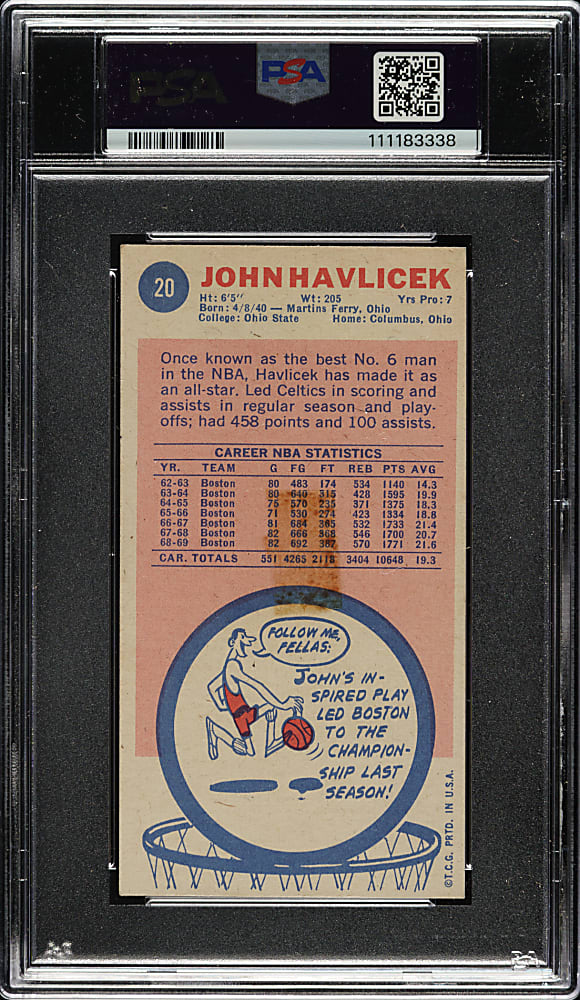 PSA
PSA
111183338
20
JOHN HAVLICEK
Ht: 6'5" Wt: 205 Yrs Pro: 7
Born: 4/8/40 — Martins Ferry, Ohio
College: Ohio State Home: Columbus, Ohio
Once known as the best No. 6 man
in the NBA, Havlicek has made it as
an all-star. Led Celtics in scoring and
assists in regular season and play-
offs; had 458 points and 100 assists.
CAREER NBA STATISTICS
YR. TEAM G FG FT REB PTS AVG
62-63 Boston 80 483 174 534 1140 14.3
63-64 Boston 80 640 315 428 1595 19.9
64-65 Boston 75 570 235 371 1375 18.3
65-66 Boston 71 530 274 423 1334 18.8
66-67 Boston 81 684 365 532 1733 21.4
67-68 Boston 82 666 368 546 1700 20.7
68-69 Boston 82 692 387 570 1771 21.6
CAR. TOTALS 551 4265 2118 3404 10648 19.3
FOLLOW ME,
FELLAS:
JOHN'S IN-
SPIRED PLAY
LED BOSTON
TO THE
CHAMPION-
SHIP LAST
SEASON!
©T.C.G. PRTD. IN U.S.A.